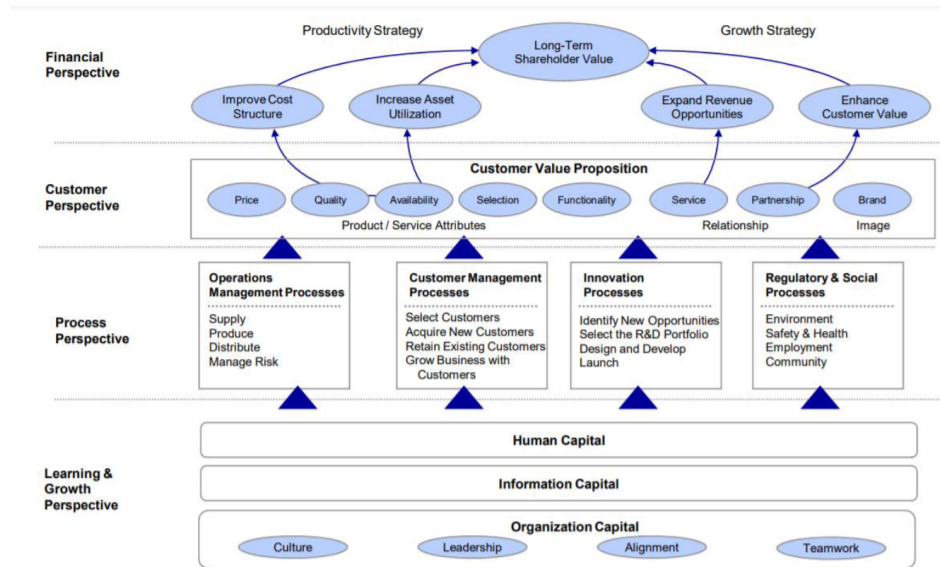 Productivity Strategy
Growth Strategy
Long-Term
Shareholder Value
Financial
Perspective
Improve Cost
Structure
Increase Asset
Utilization
Expand Revenue
Opportunities
Enhance
Customer Value
Customer Value Proposition
Customer
Perspective
Price
Quality
Availability
Selection
Functionality
Service
Partnership
Brand
Product / Service Attributes
Relationship
Image
Process
Perspective
Operations
Management Processes
Supply
Produce
Distribute
Manage Risk
Customer Management
Processes
Select Customers
Acquire New Customers
Retain Existing Customers
Grow Business with
Customers
Innovation
Processes
Identify New Opportunities
Select the R&D Portfolio
Design and Develop
Launch
Regulatory & Social
Processes
Environment
Safety & Health
Employment
Community
Learning &
Growth
Perspective
Human Capital
Information Capital
Organization Capital
Culture
Leadership
Alignment
Teamwork